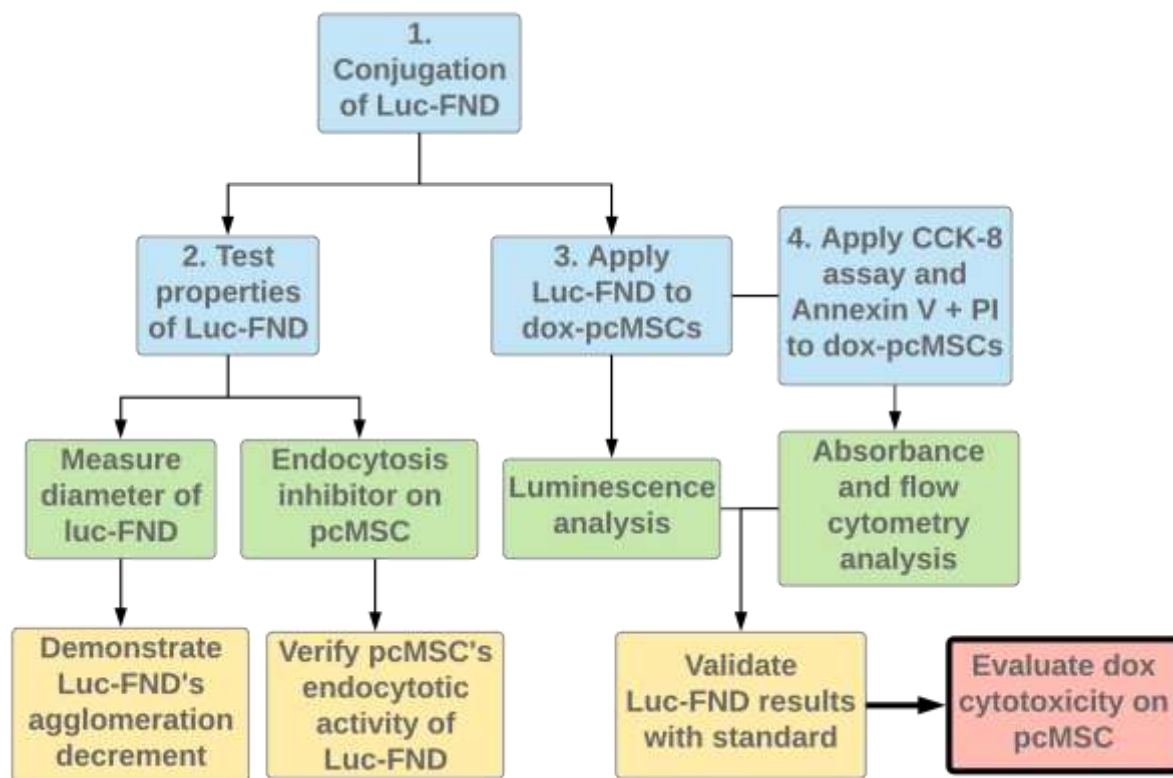 1.
Conjugation
of Luc-FND
2. Test
properties
of Luc-FND
3. Apply
Luc-FND to
dox-pcMSCs
4. Apply CCK-8
assay and
Annexin V + PI
to dox-pcMSCs
Measure
diameter of
luc-FND
Endocytosis
inhibitor on
pcMSC
Luminescence
analysis
Absorbance
and flow
cytometry
analysis
Demonstrate
Luc-FND's
agglomeration
decrement
Verify pcMSC's
endocytotic
activity of
Luc-FND
Validate
Luc-FND results
with standard
Evaluate dox
cytotoxicity on
pcMSC